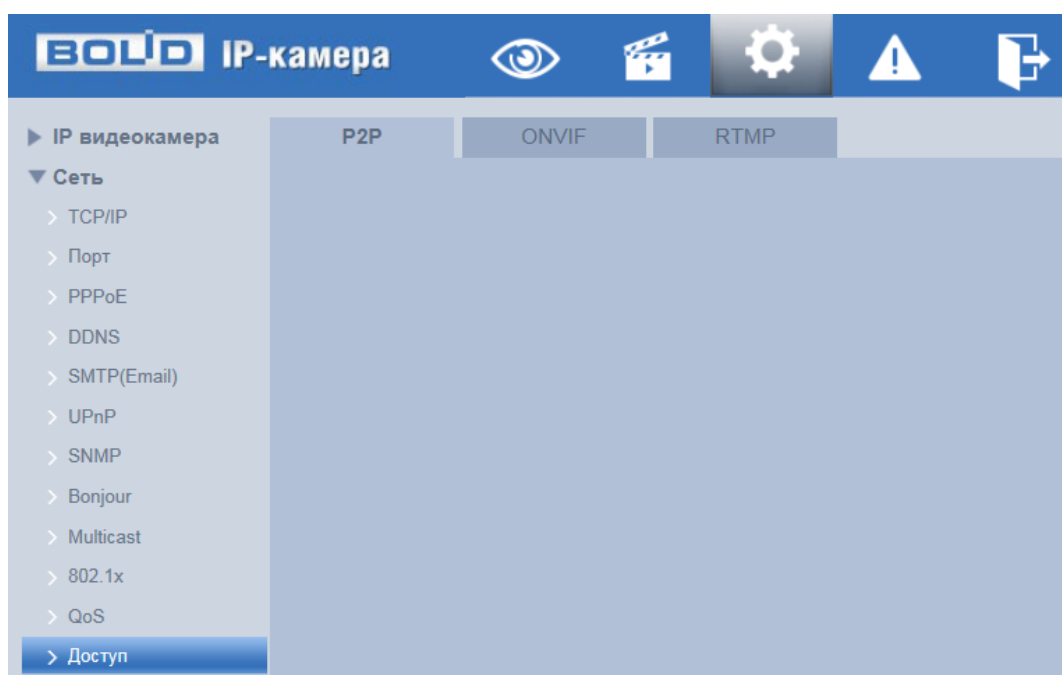 BOLID IP-камера
IP видеокамера
P2P
ONVIF
RTMP
Сеть
TCP/IP
Порт
PPPoE
DDNS
SMTP(Email)
UPnP
SNMP
Bonjour
Multicast
802.1x
QoS
Доступ